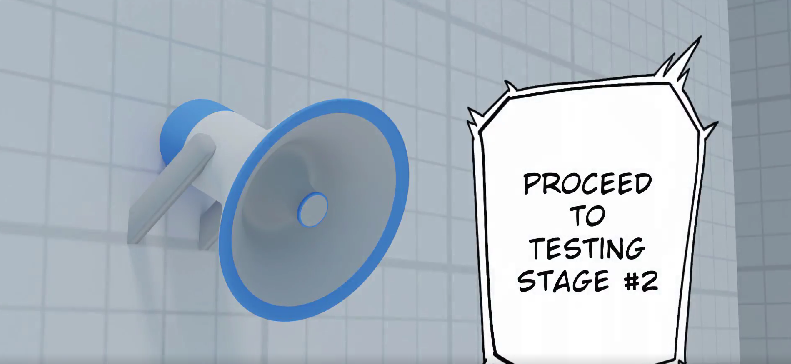 PROCEED
TO
TESTING
STAGE #2